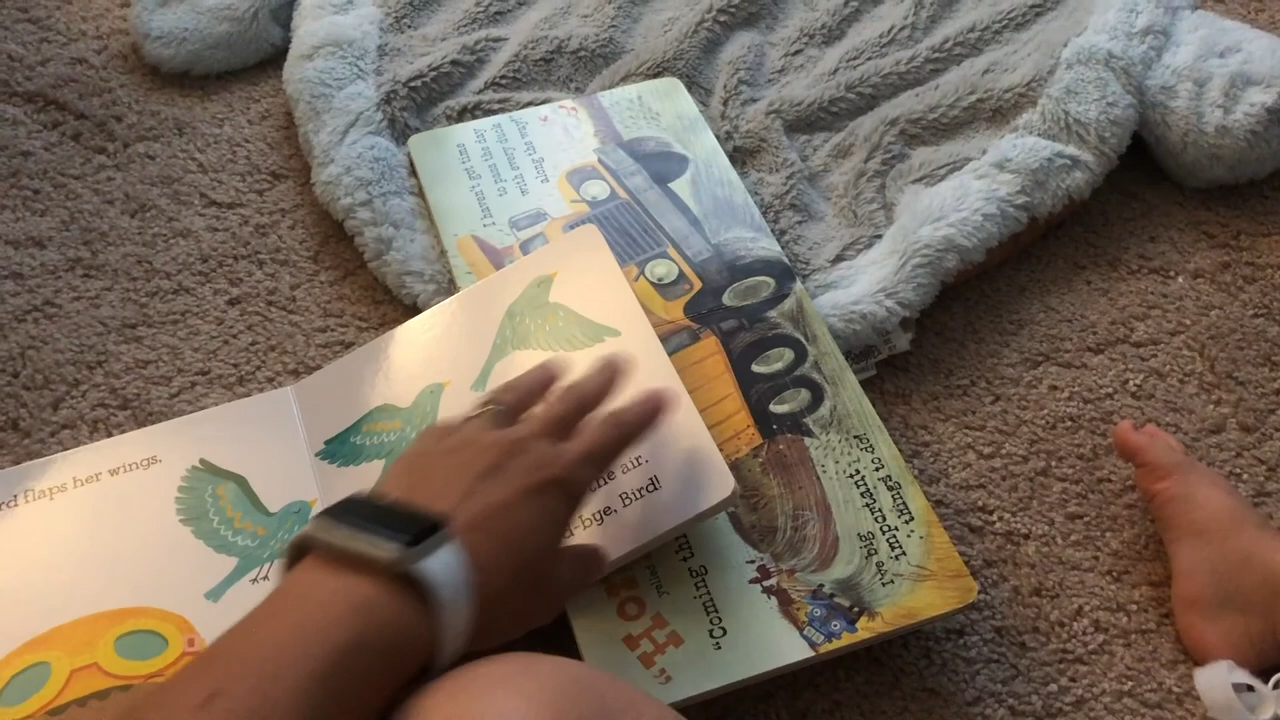 rd flaps her wings,
the air.
d-bye, Bird!
I haven't got time
to pass the day
with every duck
along the way!
"Ho
yelled
"Coming thr
I've big
important
things to do!